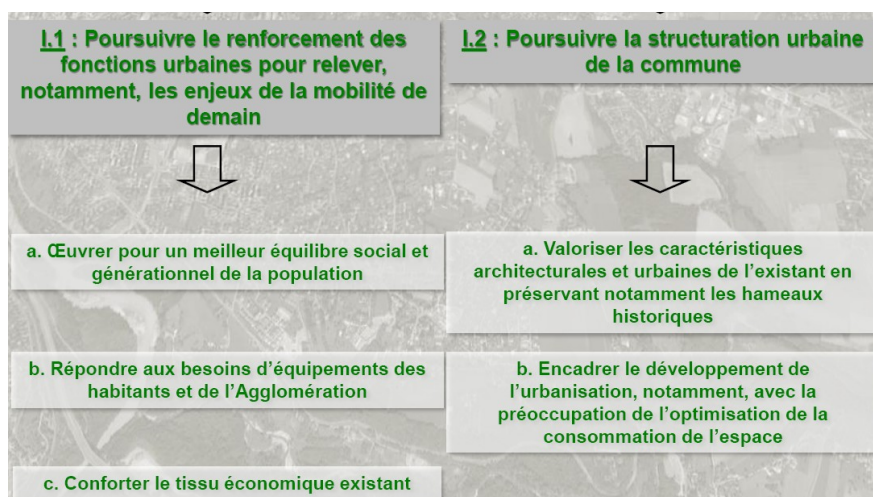 I.1 : Poursuivre le renforcement des
fonctions urbaines pour relever,
notamment, les enjeux de la mobilité de
demain
a. Œuvrer pour un meilleur équilibre social et
générationnel de la population
b. Répondre aux besoins d’équipements des
habitants et de l’Agglomération
c. Conforter le tissu économique existant
I.2 : Poursuivre la structuration urbaine
de la commune
a. Valoriser les caractéristiques
architecturales et urbaines de l’existant en
préservant notamment les hameaux
historiques
b. Encadrer le développement de
l’urbanisation, notamment, avec la
préoccupation de l’optimisation de la
consommation de l’espace